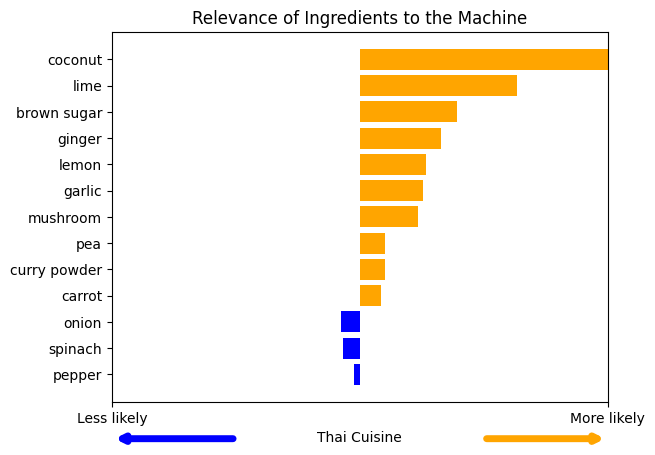 Relevance of Ingredients to the Machine
coconut
lime
brown sugar
ginger
lemon
garlic
mushroom
pea
curry powder
carrot
onion
spinach
pepper
Less likely
More likely
Thai Cuisine